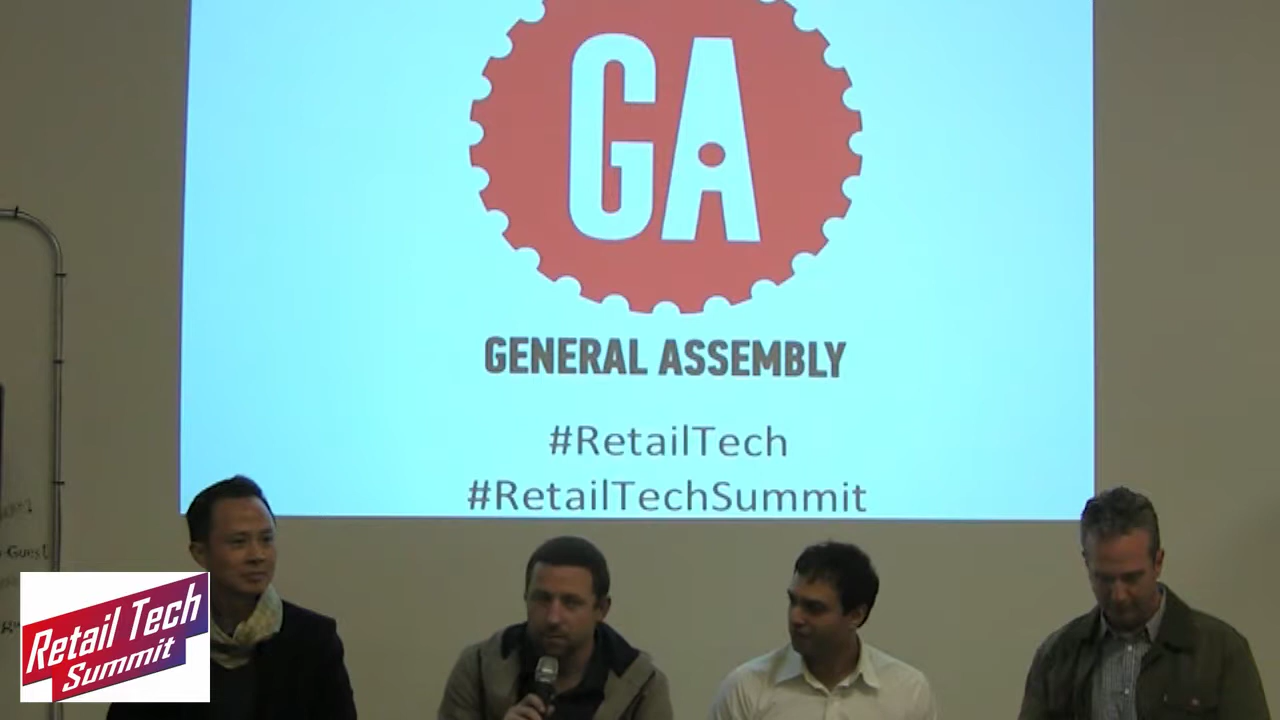 GA
GENERAL ASSEMBLY
#RetailTech
#RetailTechSummit
Retail Tech
Summit